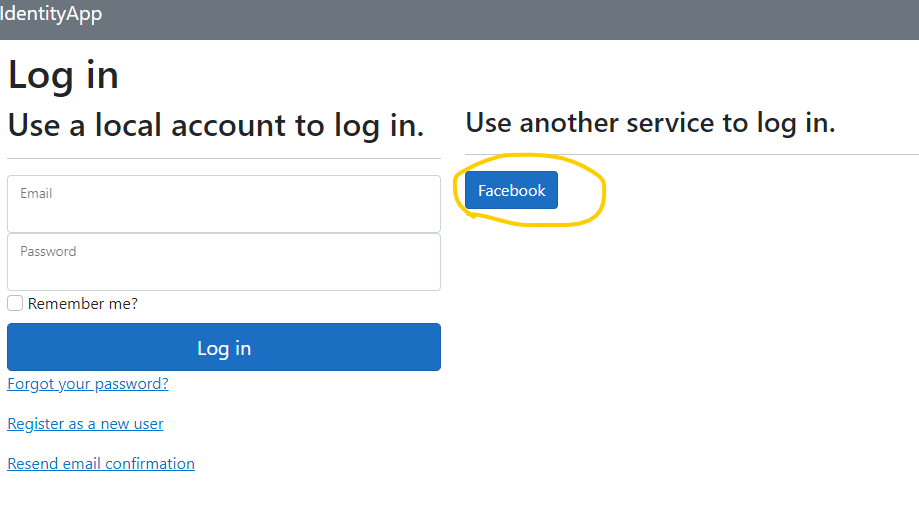 IdentityApp
Log in
Use a local account to log in.
Email
Password
Remember me?
Log in
Forgot your password?
Register as a new user
Resend email confirmation
Use another service to log in.
Facebook